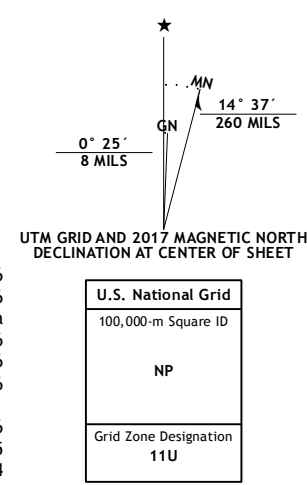 ★
MN
14° 37´
260 MILS
GN
0° 25´
8 MILS
UTM GRID AND 2017 MAGNETIC NORTH
DECLINATION AT CENTER OF SHEET
U.S. National Grid
100,000-m Square ID
NP
Grid Zone Designation
11U